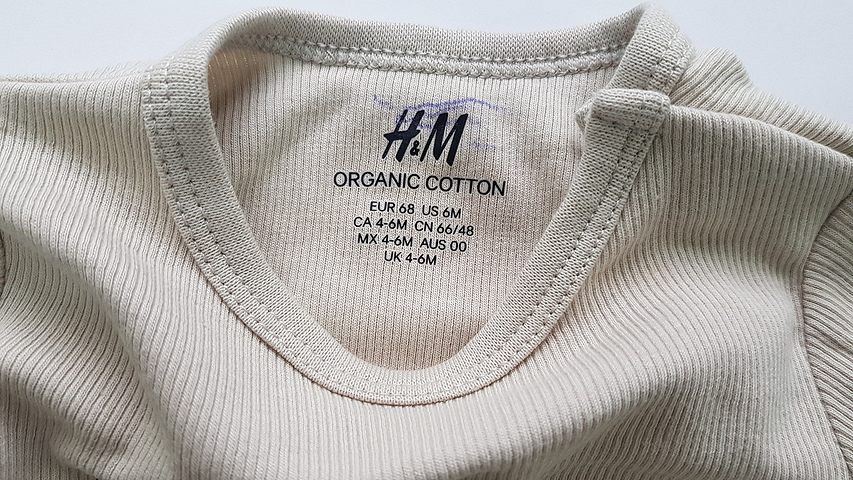 H&M
ORGANIC COTTON
EUR 68 US 6M
CA 4-6M CN 66/48
MX 4-6M AUS 00
UK 4-6M